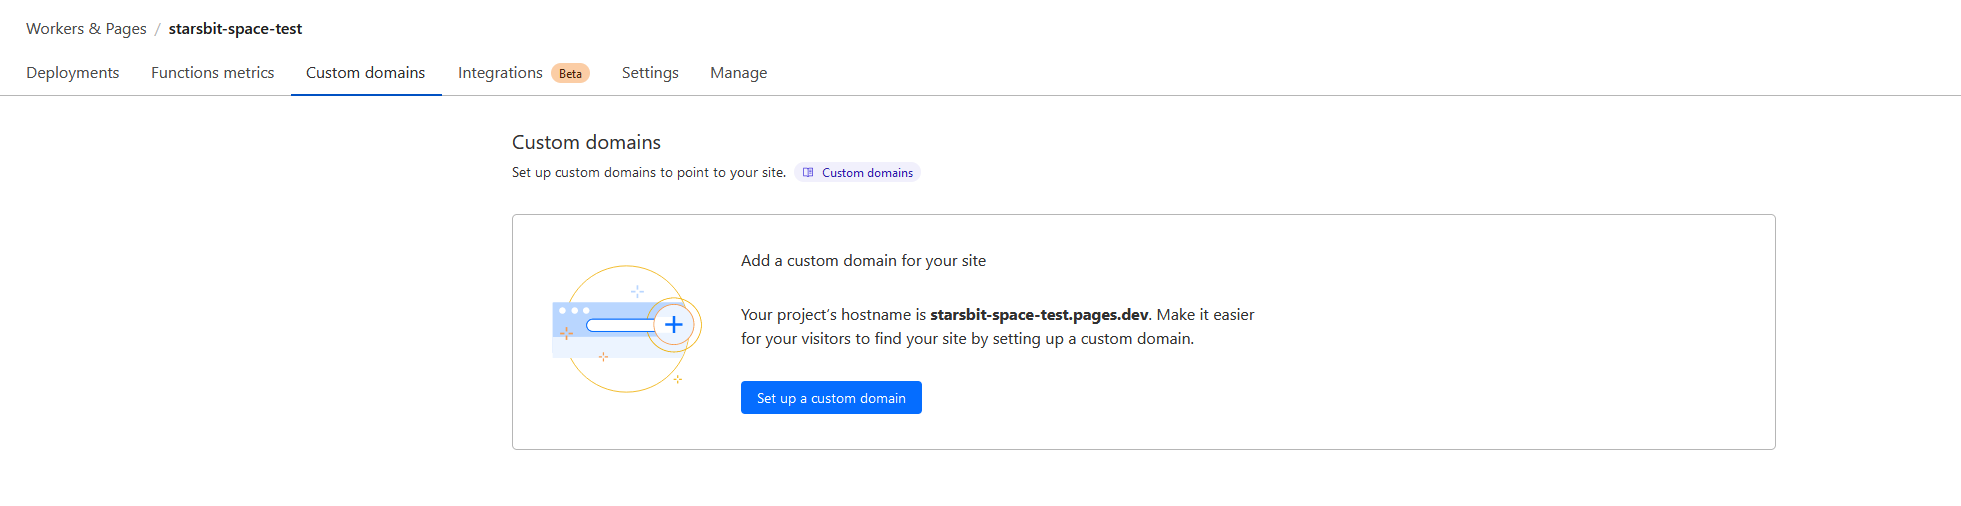 Workers & Pages / starsbit-space-test
Deployments Functions metrics Custom domains Integrations Beta Settings Manage
Custom domains
Set up custom domains to point to your site. Custom domains
Add a custom domain for your site
Your project’s hostname is starsbit-space-test.pages.dev. Make it easier
for your visitors to find your site by setting up a custom domain.
Set up a custom domain